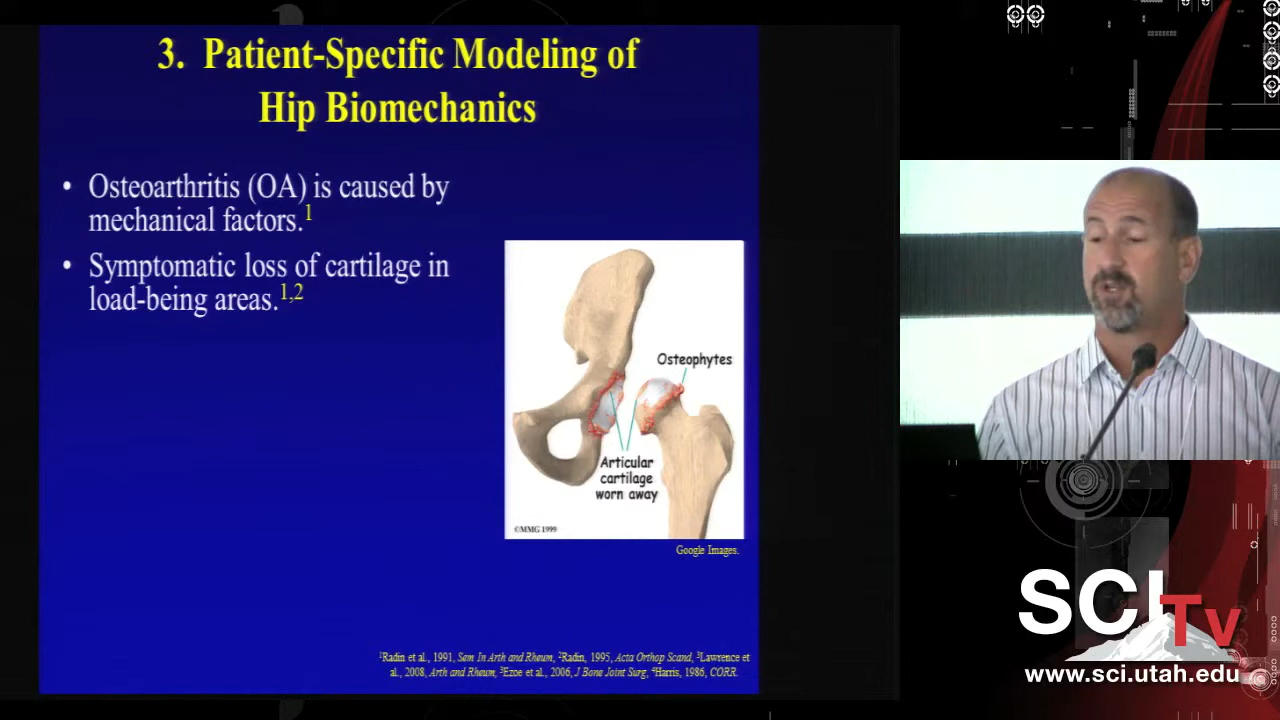 3. Patient-Specific Modeling of
Hip Biomechanics
• Osteoarthritis (OA) is caused by
mechanical factors.1
• Symptomatic loss of cartilage in
load-being areas.1,2
Osteophytes
Articular
cartilage
worn away
©MMG 1999
Google Images.
1Radin et al., 1991, Sem In Arth and Rheum, 2Radin, 1995, Acta Orthop Scand, 3Lawrence et
al., 2008, Arth and Rheum, 3Ezoe et al., 2006, J Bone Joint Surg, 4Harris, 1986, CORR.
SCI
Tv
www.sci.utah.edu